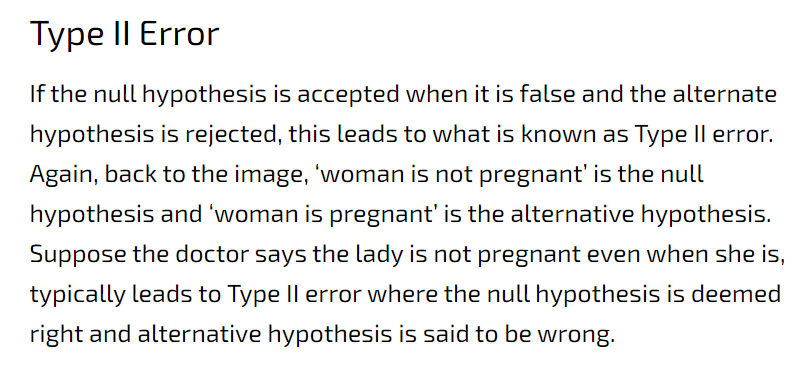 Type II Error
If the null hypothesis is accepted when it is false and the alternate
hypothesis is rejected, this leads to what is known as Type II error.
Again, back to the image, ‘woman is not pregnant’ is the null
hypothesis and ‘woman is pregnant’ is the alternative hypothesis.
Suppose the doctor says the lady is not pregnant even when she is,
typically leads to Type II error where the null hypothesis is deemed
right and alternative hypothesis is said to be wrong.